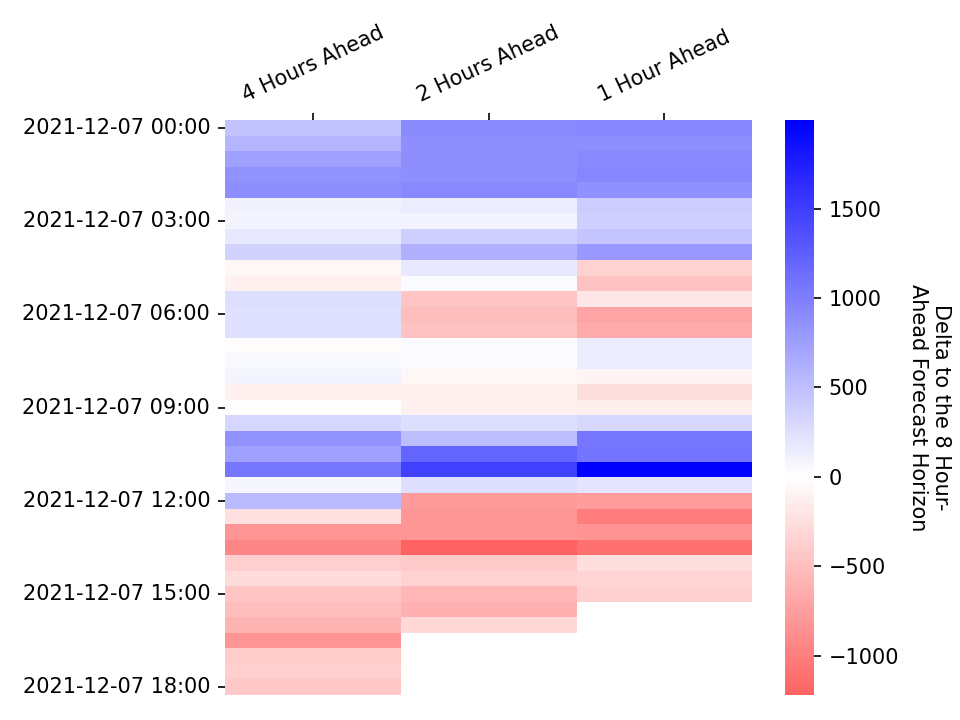 4 Hours Ahead
2 Hours Ahead
1 Hour Ahead
2021-12-07 00:00
2021-12-07 03:00
2021-12-07 06:00
2021-12-07 09:00
2021-12-07 12:00
2021-12-07 15:00
2021-12-07 18:00
1500
1000
500
0
−500
−1000
Delta to the 8 Hour-
Ahead Forecast Horizon